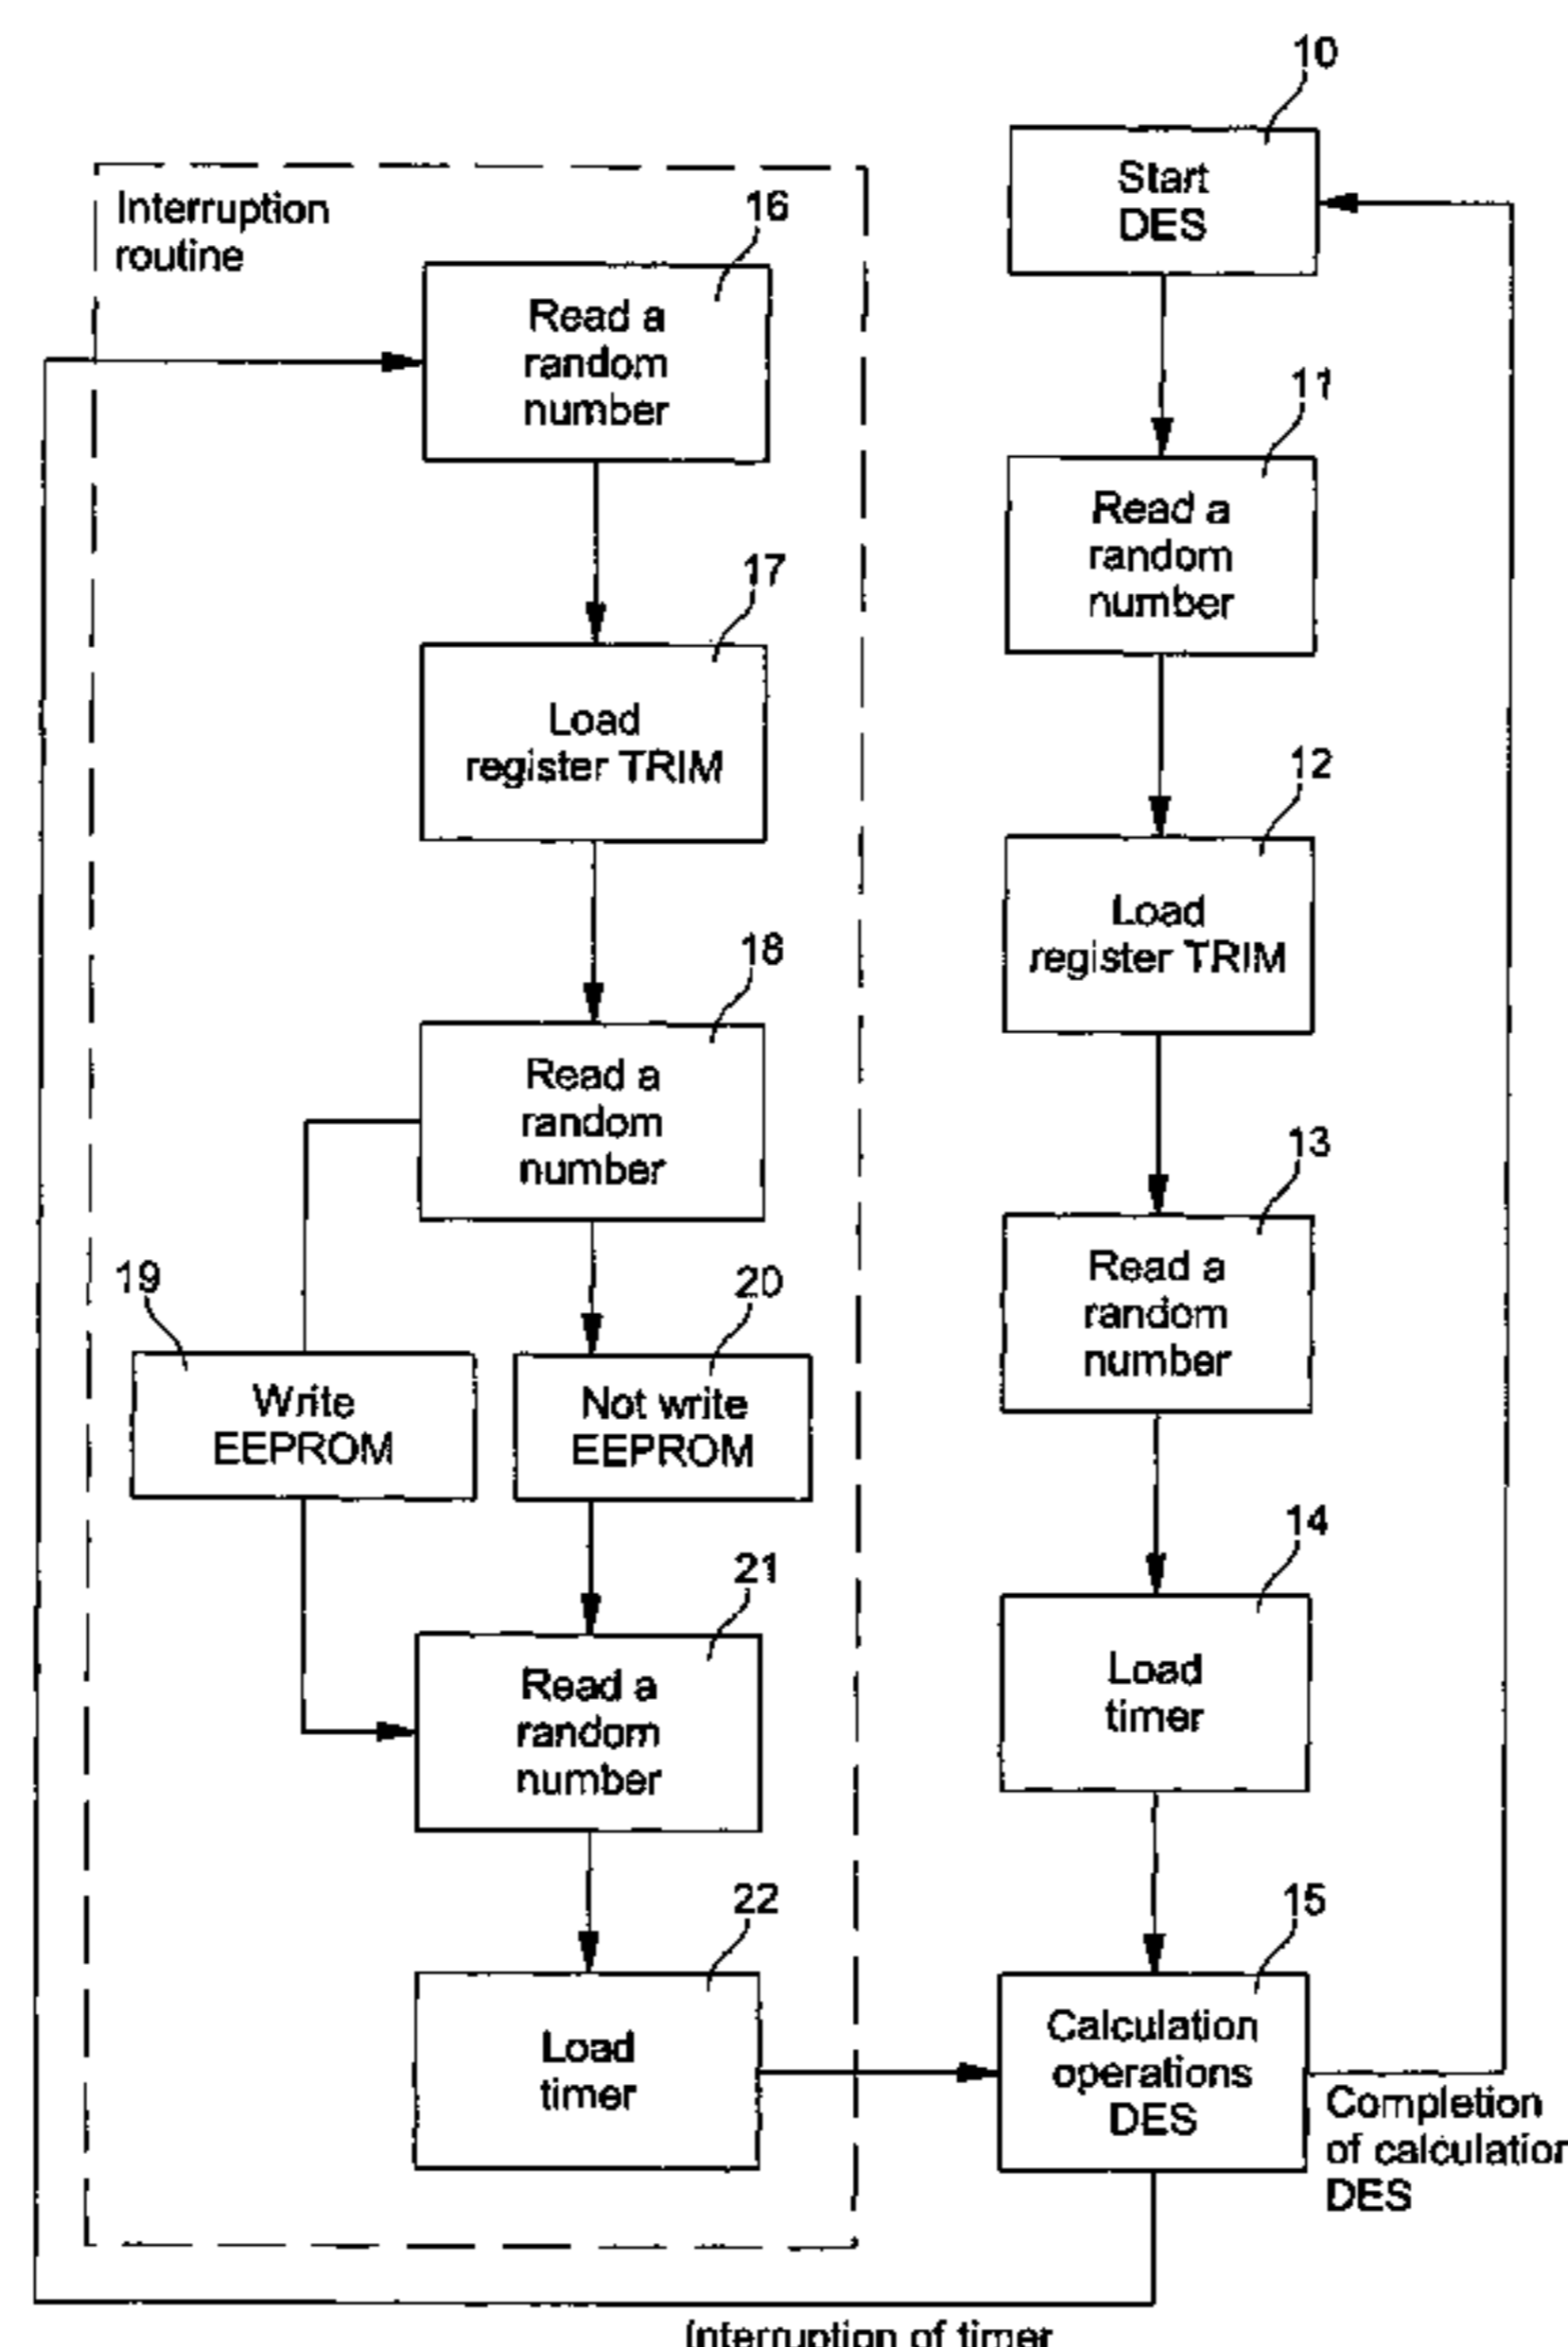 10
Start
DES
Interruption
routine
16
Read a
random
number
11
Read a
random
number
17
Load
register TRIM
12
Load
register TRIM
18
Read a
random
number
13
Read a
random
number
19
Write
EEPROM
20
Not write
EEPROM
14
Load
timer
21
Read a
random
number
22
Load
timer
15
Calculation
operations
DES
Completion
of calculation
DES
Interruption of timer